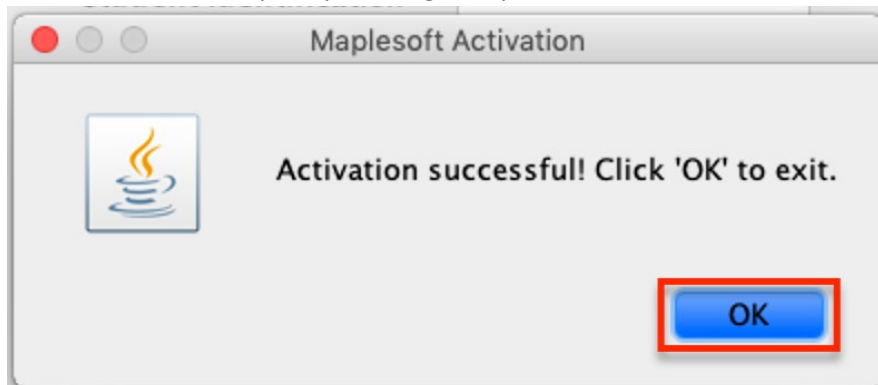 Maplesoft Activation
Activation successful! Click 'OK' to exit.
OK